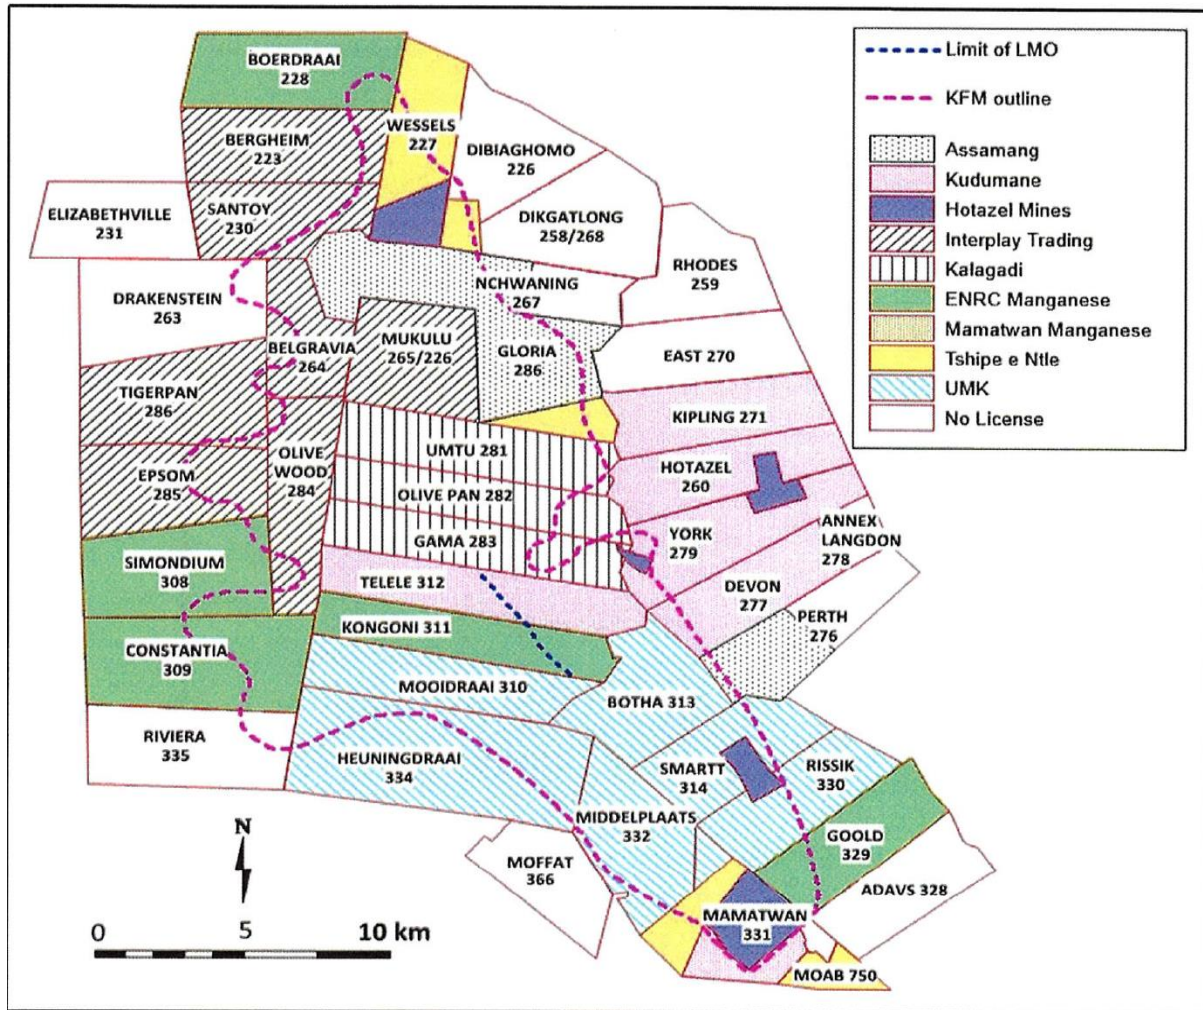 BOERDRAAI
228
WESSELS
227
BERGHEIM
223
DIBIAGHOMO
226
ELIZABETHVILLE
231
SANTOY
230
DIKGATLONG
258/268
RHODES
259
DRAKENSTEIN
263
NCHWANING
267
BELGRAVIA
264
MUKULU
265/226
GLORIA
286
EAST 270
TIGERPAN
286
KIPLING 271
UMTU 281
OLIVE
WOOD
284
HOTAZEL
260
EPSOM
285
OLIVE PAN 282
GAMA 283
YORK
279
ANNEX
LANGDON
278
SIMONDIUM
308
TELELE 312
DEVON
277
PERTH
276
KONGONI 311
CONSTANTIA
309
MOOIDRAAI 310
BOTHA 313
RIVIERA
335
HEUNINGDRAAI
334
SMARTT
314
RISSIK
330
MIDDELPLAATS
332
GOOLD
329
MOFFAT
366
ADAVS 328
MAMATWAN
331
MOAB 750
N
0 5 10 km
Limit of LMO
KFM outline
Assamang
Kudumane
Hotazel Mines
Interplay Trading
Kalagadi
ENRC Manganese
Mamatwan Manganese
Tshipe e Ntle
UMK
No License